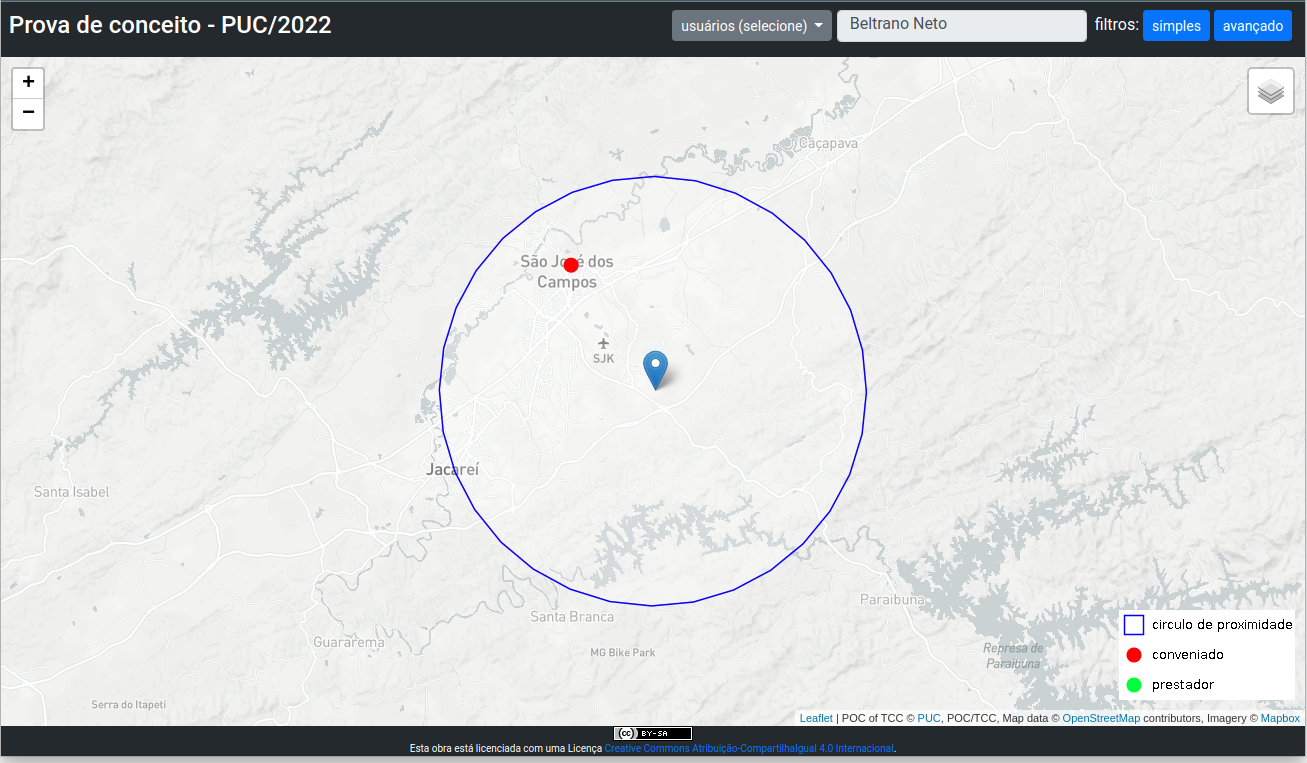 Prova de conceito - PUC/2022
usuários (selecione)
Beltrano Neto
filtros:
simples
avançado
+
−
Caçapava
São José dos
Campos
SJK
Jacareí
Santa Isabel
Santa Branca
Paraibuna
Guararema
MG Bike Park
Represa de
Paraibuna
Serra do Itapeti
circulo de proximidade
conveniado
prestador
Leaflet | POC of TCC © PUC, POC/TCC, Map data © OpenStreetMap contributors, Imagery © Mapbox
cc BY-SA
Esta obra está licenciada com uma Licença Creative Commons Atribuição-CompartilhaIgual 4.0 Internacional.